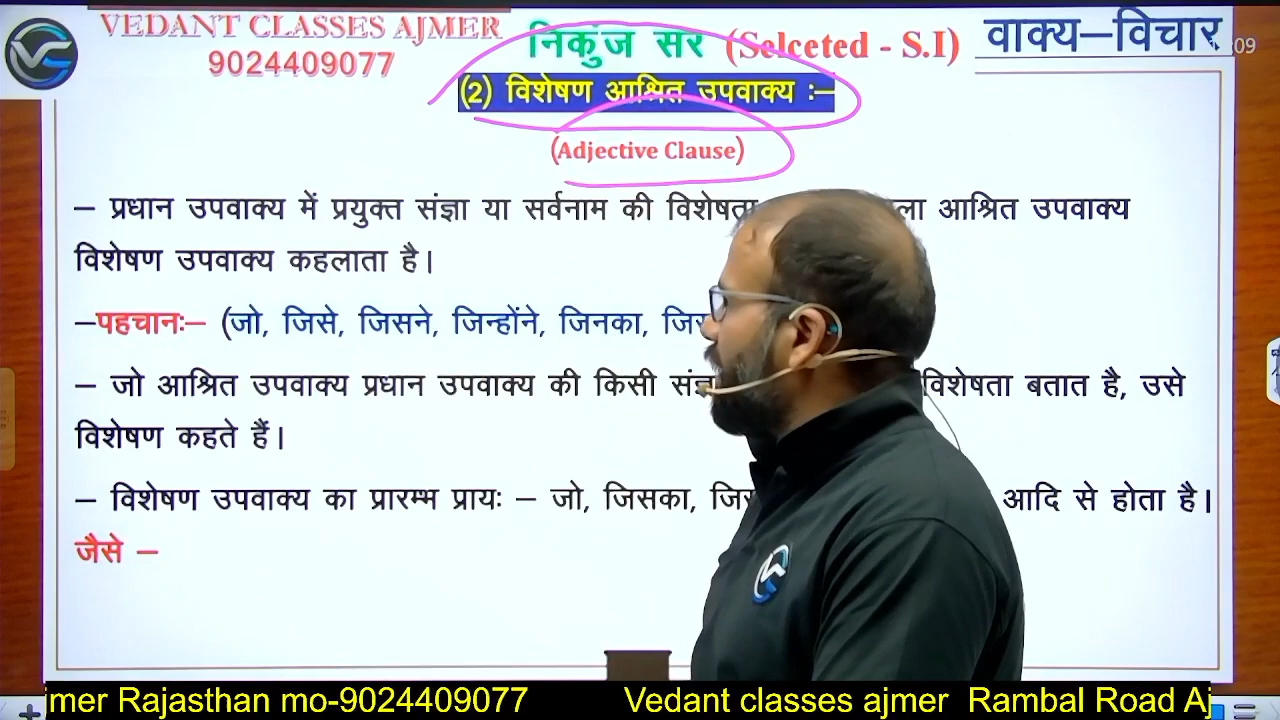 VEDANT CLASSES AJMER
9024409077
निकुंज सर (Selceted - S.I)
वाक्य–विचार
09
(2) विशेषण आश्रित उपवाक्य :–
(Adjective Clause)
– प्रधान उपवाक्य में प्रयुक्त संज्ञा या सर्वनाम की विशेषता आश्रित उपवाक्य
विशेषण उपवाक्य कहलाता है।
–पहचानः– (जो, जिसे, जिसने, जिन्होंने, जिनका,
– जो आश्रित उपवाक्य प्रधान उपवाक्य की किसी विशेषता बतात है, उसे
विशेषण कहते हैं।
– विशेषण उपवाक्य का प्रारम्भ प्रायः – जो, जिसका, आदि से होता है।
जैसे –
jmer Rajasthan mo-9024409077 Vedant classes ajmer Rambal Road Aj